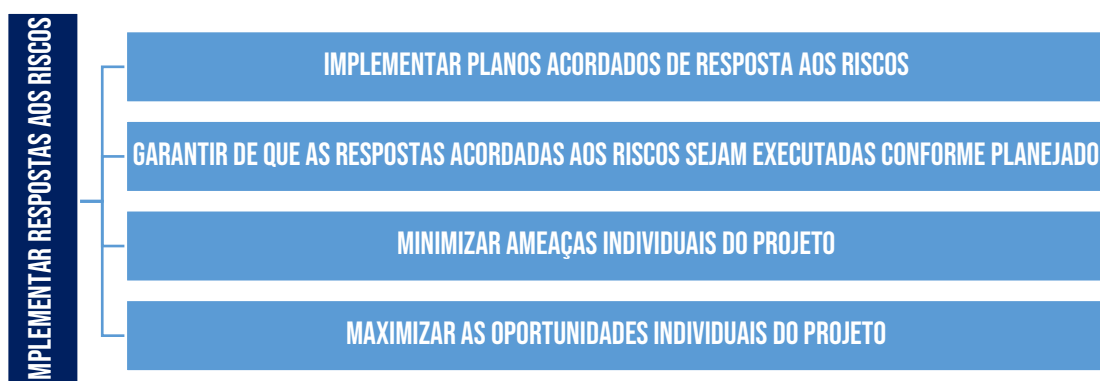 MPLEMENTAR RESPOSTAS AOS RISCOS
IMPLEMENTAR PLANOS ACORDADOS DE RESPOSTA AOS RISCOS
GARANTIR DE QUE AS RESPOSTAS ACORDADAS AOS RISCOS SEJAM EXECUTADAS CONFORME PLANEJADO
MINIMIZAR AMEAÇAS INDIVIDUAIS DO PROJETO
MAXIMIZAR AS OPORTUNIDADES INDIVIDUAIS DO PROJETO